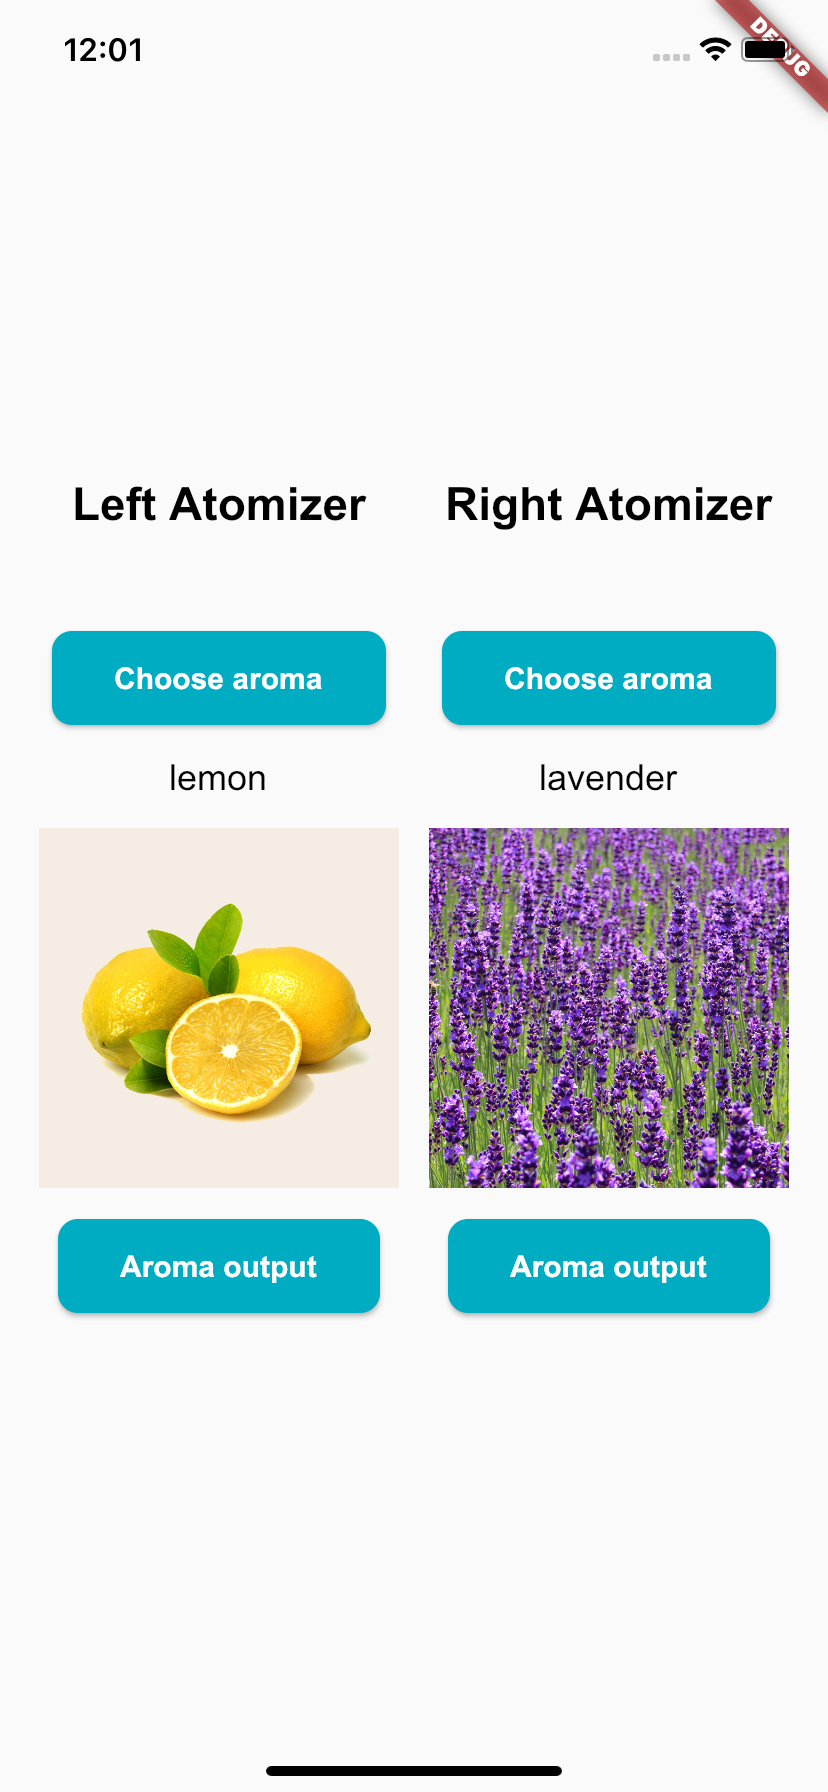 12:01
DEBUG
Left Atomizer
Right Atomizer
Choose aroma
Choose aroma
lemon
lavender
Aroma output
Aroma output